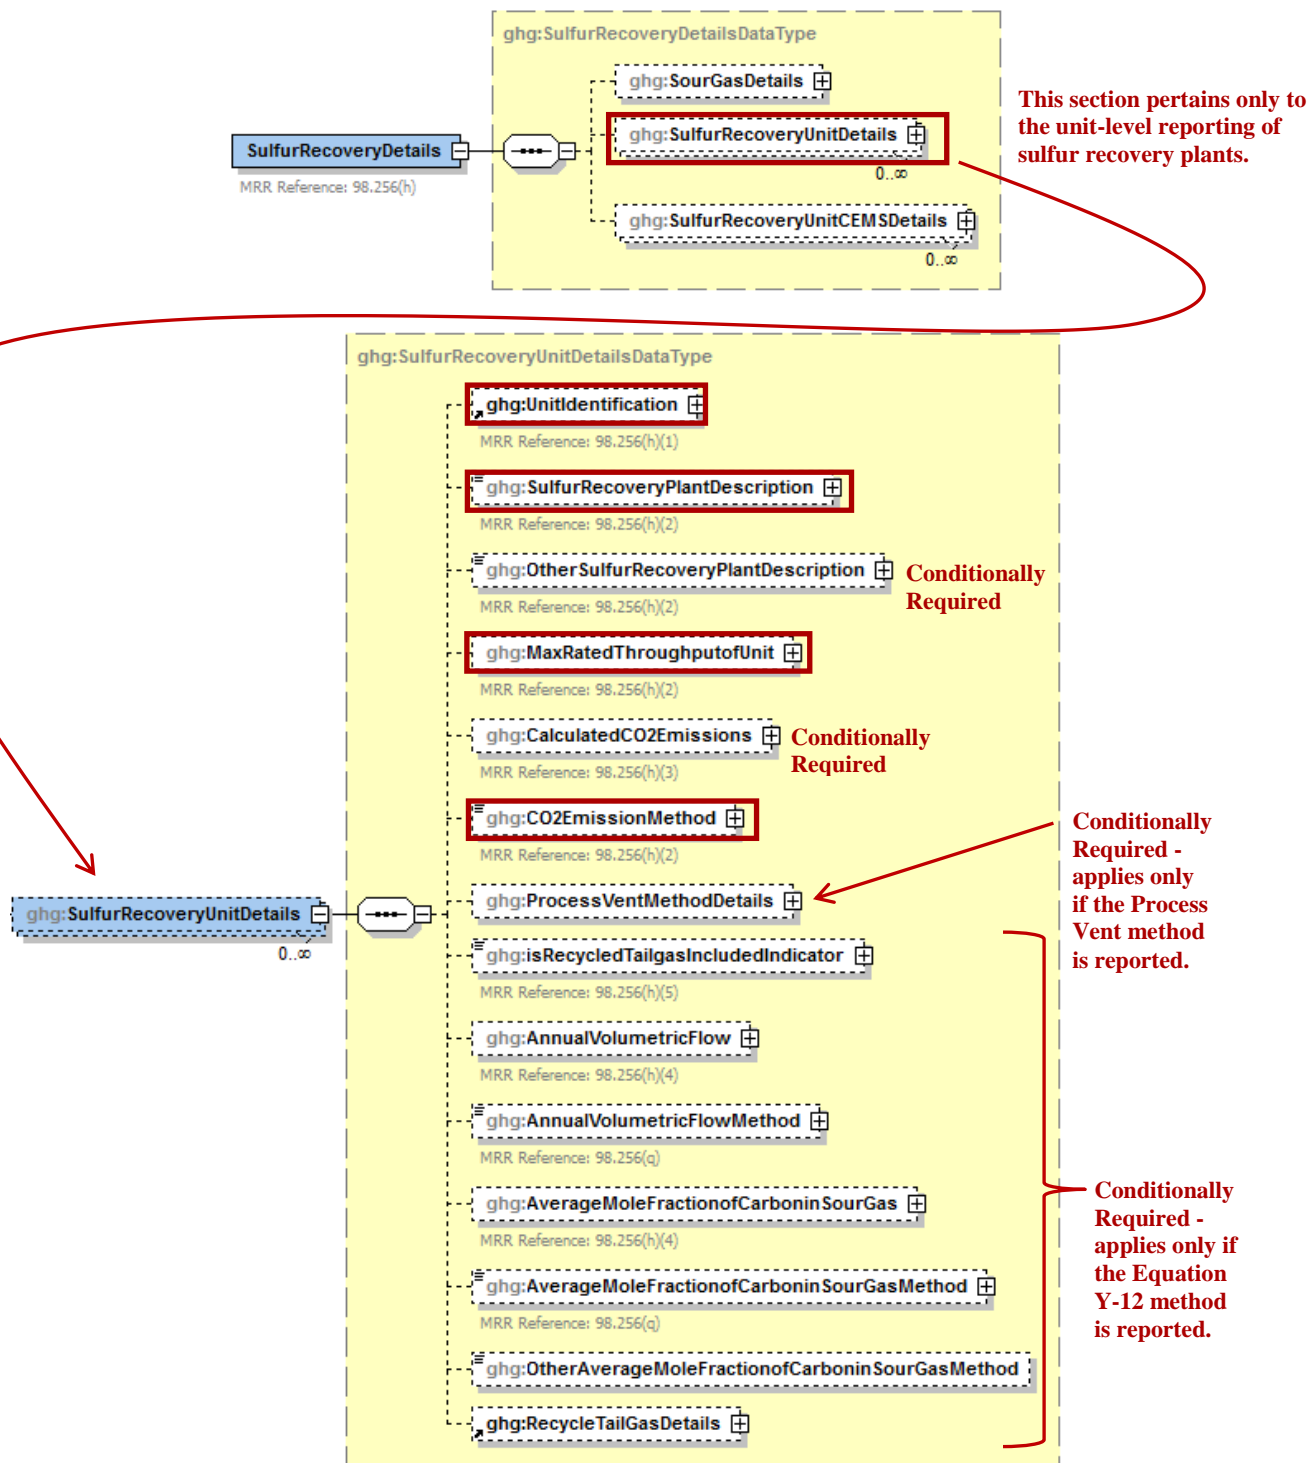 ghg:SulfurRecoveryDetailsDataType
ghg:SourGasDetails
This section pertains only to
the unit-level reporting of
sulfur recovery plants.
ghg:SulfurRecoveryUnitDetails
0..∞
SulfurRecoveryDetails
MRR Reference: 98.256(h)
ghg:SulfurRecoveryUnitCEMSDetails
0..∞
ghg:SulfurRecoveryUnitDetailsDataType
ghg:UnitIdentification
MRR Reference: 98.256(h)(1)
ghg:SulfurRecoveryPlantDescription
MRR Reference: 98.256(h)(2)
ghg:OtherSulfurRecoveryPlantDescription
Conditionally
Required
MRR Reference: 98.256(h)(2)
ghg:MaxRatedThroughputofUnit
MRR Reference: 98.256(h)(2)
ghg:CalculatedCO2Emissions
Conditionally
Required
MRR Reference: 98.256(h)(3)
ghg:CO2EmissionMethod
MRR Reference: 98.256(h)(2)
Conditionally
Required -
applies only
if the Process
Vent method
is reported.
ghg:ProcessVentMethodDetails
ghg:SulfurRecoveryUnitDetails
0..∞
ghg:isRecycledTailgasIncludedIndicator
MRR Reference: 98.256(h)(5)
ghg:AnnualVolumetricFlow
MRR Reference: 98.256(h)(4)
ghg:AnnualVolumetricFlowMethod
MRR Reference: 98.256(q)
ghg:AverageMoleFractionofCarboninSourGas
MRR Reference: 98.256(h)(4)
Conditionally
Required -
applies only if
the Equation
Y-12 method
is reported.
ghg:AverageMoleFractionofCarboninSourGasMethod
MRR Reference: 98.256(q)
ghg:OtherAverageMoleFractionofCarboninSourGasMethod
ghg:RecycleTailGasDetails